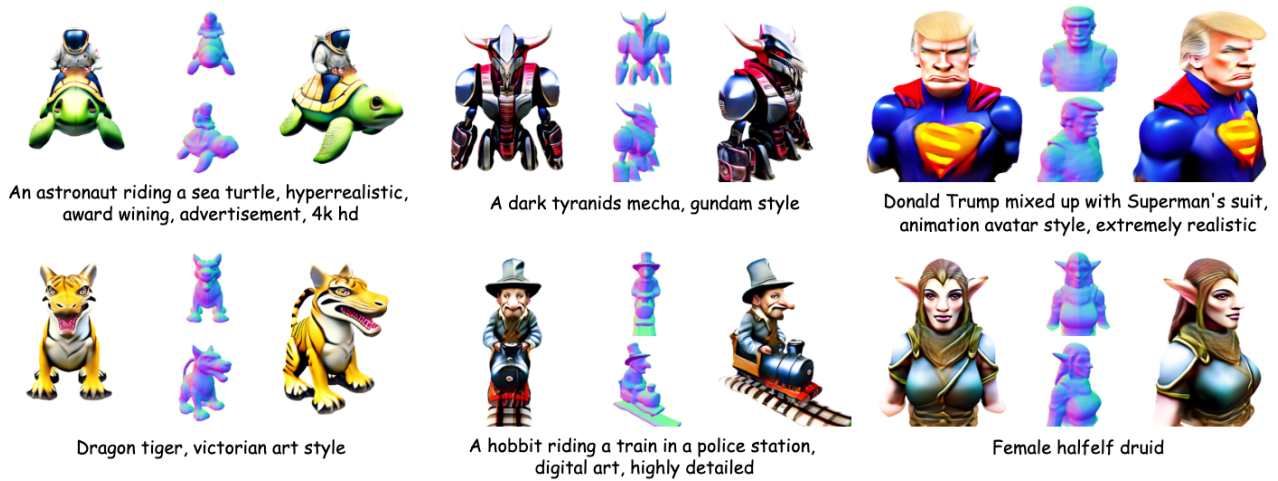 An astronaut riding a sea turtle, hyperrealistic,
award wining, advertisement, 4k hd
A dark tyranids mecha, gundam style
Donald Trump mixed up with Superman's suit,
animation avatar style, extremely realistic
Dragon tiger, victorian art style
A hobbit riding a train in a police station,
digital art, highly detailed
Female halfelf druid